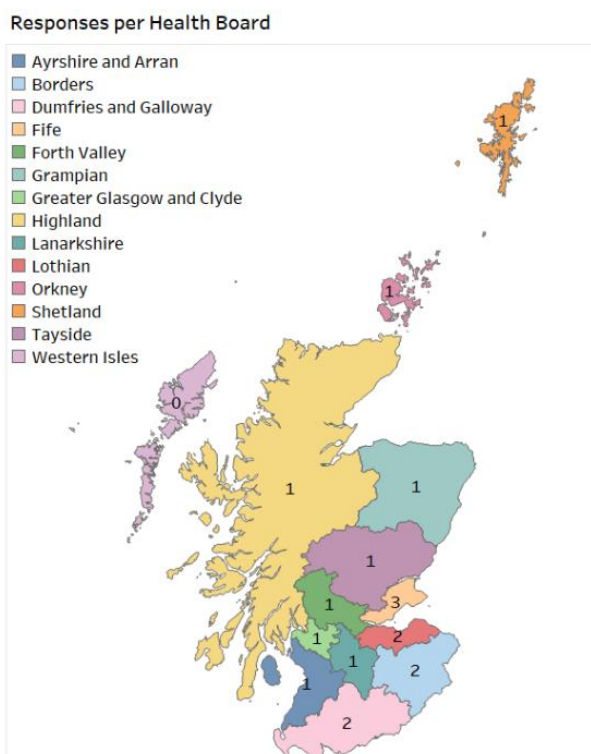 Responses per Health Board
Ayrshire and Arran
Borders
Dumfries and Galloway
Fife
Forth Valley
Grampian
Greater Glasgow and Clyde
Highland
Lanarkshire
Lothian
Orkney
Shetland
Tayside
Western Isles
1
1
0
1
1
1
3
1
2
1
1
2
1
2